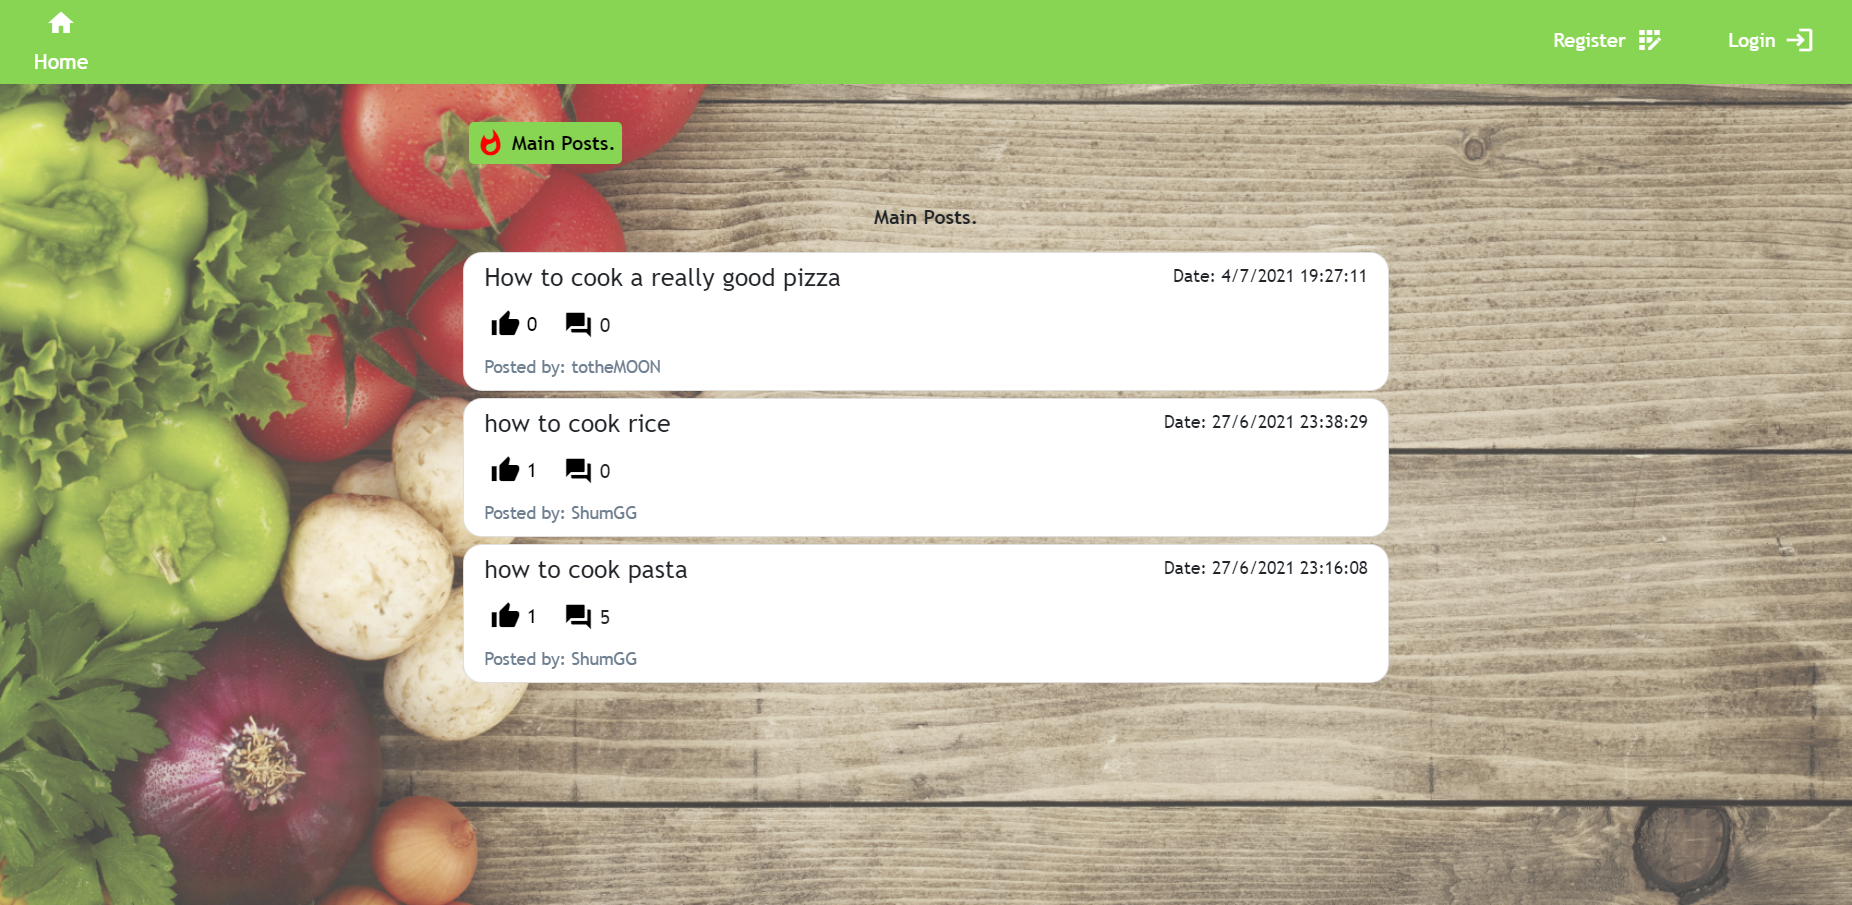 Home
Register
Login
Main Posts.
Main Posts.
How to cook a really good pizza
Date: 4/7/2021 19:27:11
0 0
Posted by: totheMOON
how to cook rice
Date: 27/6/2021 23:38:29
1 0
Posted by: ShumGG
how to cook pasta
Date: 27/6/2021 23:16:08
1 5
Posted by: ShumGG